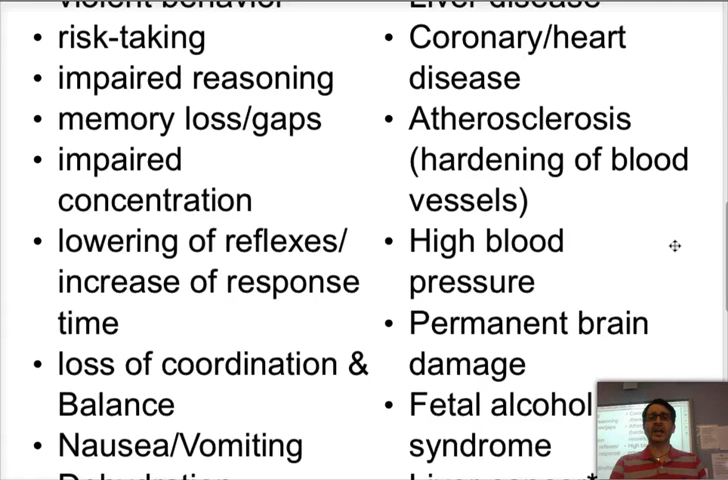 violent behavior
• risk-taking
• impaired reasoning
• memory loss/gaps
• impaired
concentration
• lowering of reflexes/
increase of response
time
• loss of coordination &
Balance
• Nausea/Vomiting
Dehydration
Liver disease
• Coronary/heart
disease
• Atherosclerosis
(hardening of blood
vessels)
• High blood
pressure
• Permanent brain
damage
• Fetal alcohol
syndrome
Liver cancer*